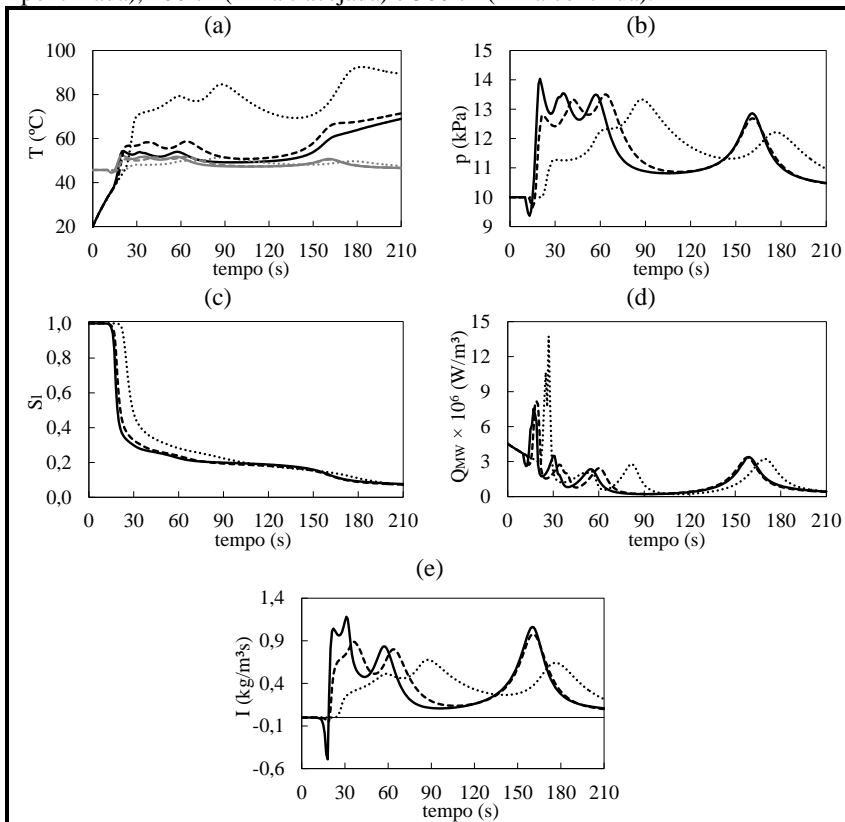 (a)
(b)
T (ºC)
100
80
60
40
20
0 30 60 90 120 150 180 210
tempo (s)
p (kPa)
15
14
13
12
11
10
9
0 30 60 90 120 150 180 210
tempo (s)
(c)
(d)
Sl
1,0
0,8
0,6
0,4
0,2
0,0
0 30 60 90 120 150 180 210
tempo (s)
QMW × 10⁶ (W/m³)
15
12
9
6
3
0
0 30 60 90 120 150 180 210
tempo (s)
(e)
I (kg/m³s)
1,4
0,9
0,4
-0,1
-0,6
0 30 60 90 120 150 180 210
tempo (s)